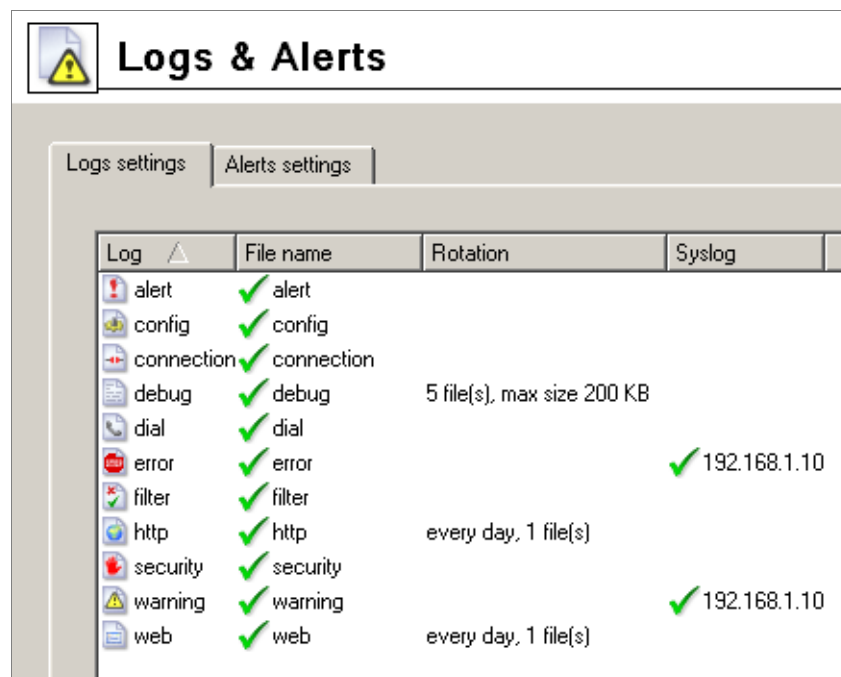 Logs & Alerts
Logs settings Alerts settings
Log File name Rotation Syslog
alert alert
config config
connection connection
debug debug 5 file(s), max size 200 KB
dial dial
error error 192.168.1.10
filter filter
http http every day, 1 file(s)
security security
warning warning 192.168.1.10
web web every day, 1 file(s)